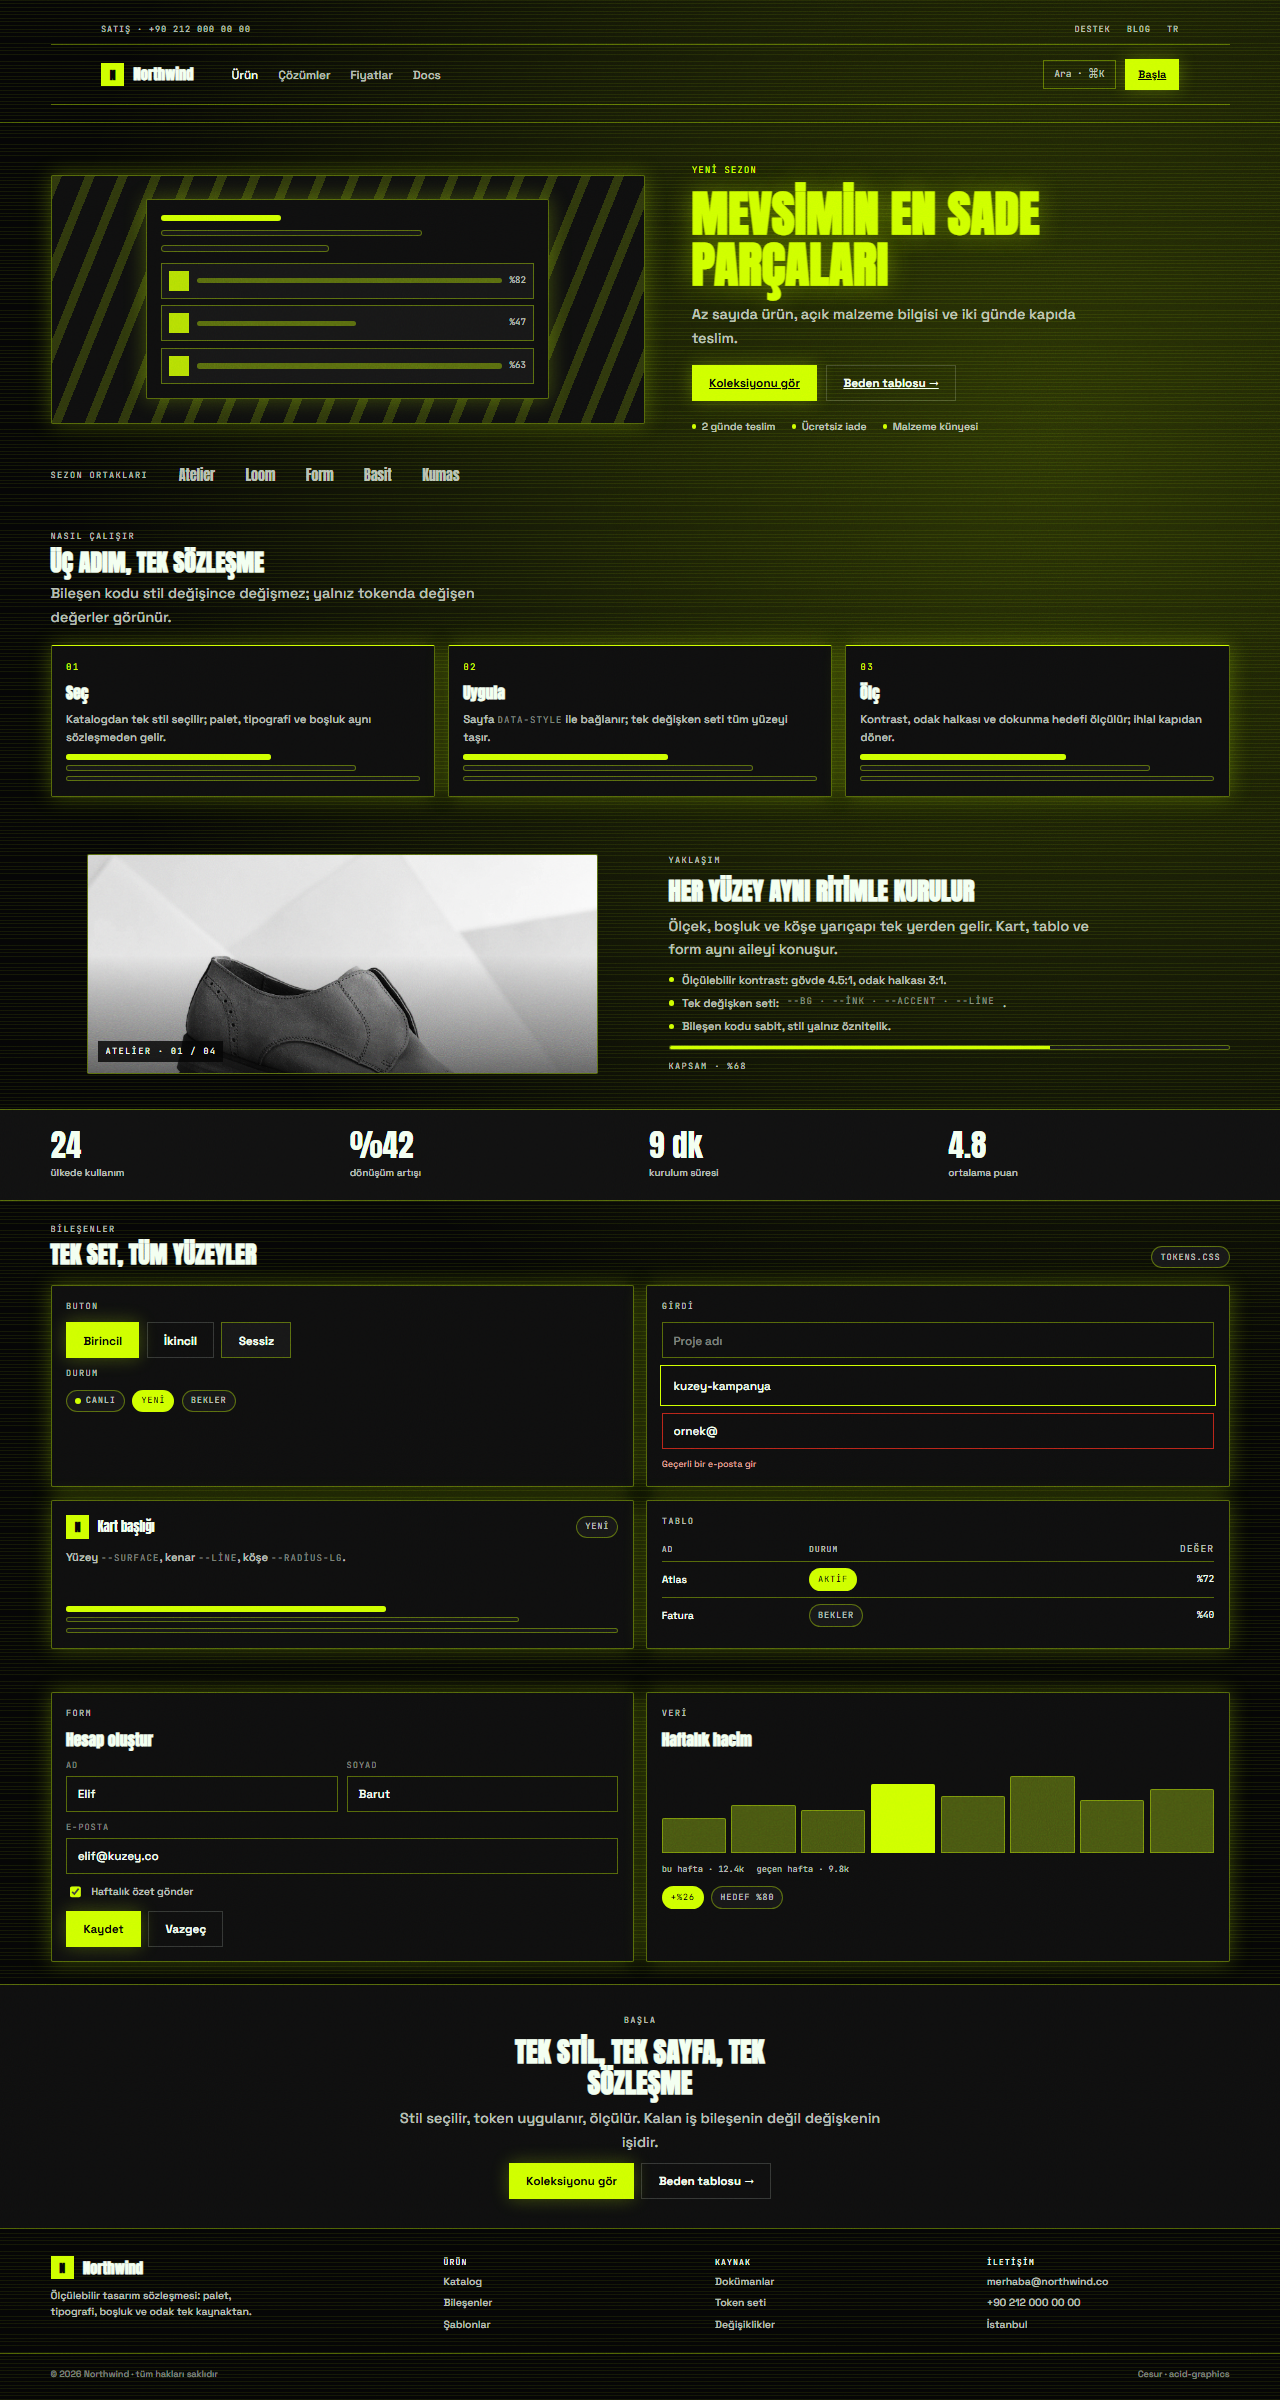 SATIŞ · +90 212 000 00 00
DESTEK BLOG TR
Northwind Ürün Çözümler Fiyatlar Docs
Ara · ⌘K Başla
YENİ SEZON
MEVSİMİN EN SADE
PARÇALARI
Az sayıda ürün, açık malzeme bilgisi ve iki günde kapıda
teslim.
Koleksiyonu gör Beden tablosu →
2 günde teslim Ücretsiz iade Malzeme künyesi
%82
%47
%63
SEZON ORTAKLARI Atelier Loom Form Basit Kumas
NASIL ÇALIŞIR
ÜÇ ADIM, TEK SÖZLEŞME
Bileşen kodu stil değişince değişmez; yalnız tokenda değişen
değerler görünür.
01
Seç
Katalogdan tek stil seçilir; palet, tipografi ve boşluk aynı
sözleşmeden gelir.
02
Uygula
Sayfa DATA-STYLE ile bağlanır; tek değişken seti tüm yüzeyi
taşır.
03
Ölç
Kontrast, odak halkası ve dokunma hedefi ölçülür; ihlal kapıdan
döner.
ATELİER · 01 / 04
YAKLAŞIM
HER YÜZEY AYNI RİTİMLE KURULUR
Ölçek, boşluk ve köşe yarıçapı tek yerden gelir. Kart, tablo ve
form aynı aileyi konuşur.
Ölçülebilir kontrast: gövde 4.5:1, odak halkası 3:1.
Tek değişken seti: --BG · --İNK · --ACCENT · --LİNE .
Bileşen kodu sabit, stil yalnız öznitelik.
KAPSAM · %68
24
ülkede kullanım
%42
dönüşüm artışı
9 dk
kurulum süresi
4.8
ortalama puan
BİLEŞENLER
TEK SET, TÜM YÜZEYLER
TOKENS.CSS
BUTON
Birincil İkincil Sessiz
DURUM
CANLI YENİ BEKLER
GİRDİ
Proje adı
kuzey-kampanya
ornek@
Geçerli bir e-posta gir
Kart başlığı YENİ
Yüzey --SURFACE, kenar --LİNE, köşe --RADİUS-LG.
TABLO
AD DURUM DEĞER
Atlas AKTİF %72
Fatura BEKLER %40
FORM
Hesap oluştur
AD SOYAD
Elif Barut
E-POSTA
elif@kuzey.co
Haftalık özet gönder
Kaydet Vazgeç
VERİ
Haftalık hacim
bu hafta · 12.4k geçen hafta · 9.8k
+%26 HEDEF %80
BAŞLA
TEK STİL, TEK SAYFA, TEK
SÖZLEŞME
Stil seçilir, token uygulanır, ölçülür. Kalan iş bileşenin değil değişkenin
işidir.
Koleksiyonu gör Beden tablosu →
Northwind
Ölçülebilir tasarım sözleşmesi: palet,
tipografi, boşluk ve odak tek kaynaktan.
ÜRÜN
Katalog
Bileşenler
Şablonlar
KAYNAK
Dokümanlar
Token seti
Değişiklikler
İLETİŞİM
merhaba@northwind.co
+90 212 000 00 00
İstanbul
© 2026 Northwind · tüm hakları saklıdır
Cesur · acid-graphics